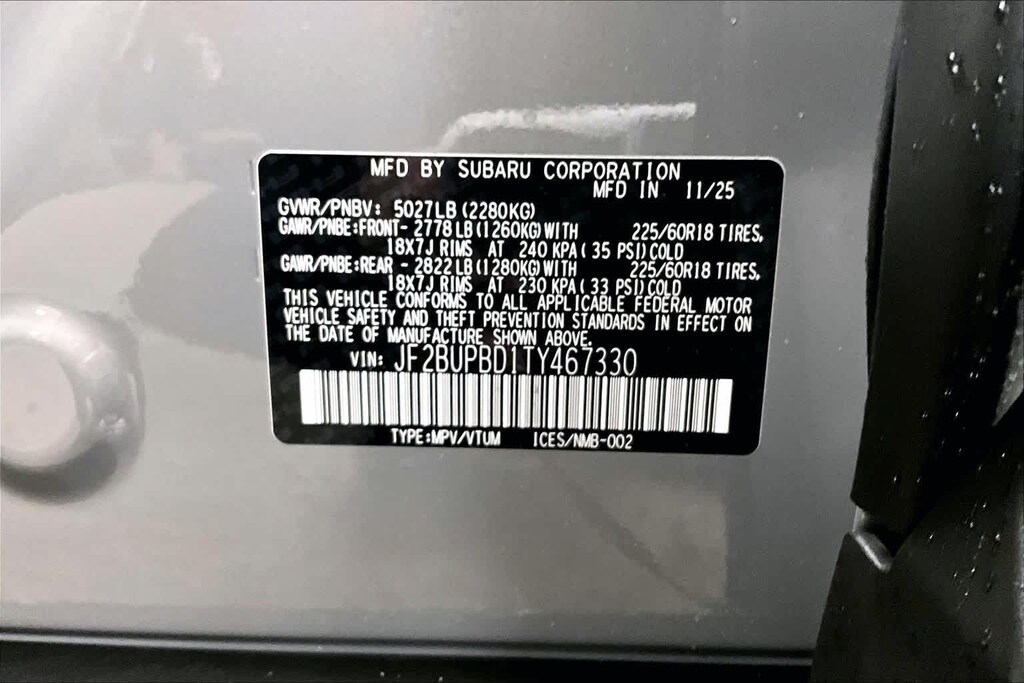 MFD BY SUBARU CORPORATION
MFD IN 11/25
GVWR/PNBV: 5027LB (2280KG)
GAWR/PNBE:FRONT- 2778 LB (1260KG) WITH 225/60R18 TIRES,
18X7J RIMS AT 240 KPA ( 35 PSI) COLD
GAWR/PNBE:REAR - 2822 LB (1280KG) WITH 225/60R18 TIRES,
18X7J RIMS AT 230 KPA ( 33 PSI) COLD
THIS VEHICLE CONFORMS TO ALL APPLICABLE FEDERAL MOTOR
VEHICLE SAFETY AND THEFT PREVENTION STANDARDS IN EFFECT ON
THE DATE OF MANUFACTURE SHOWN ABOVE.
VIN: JF2BUPBD1TY467330
TYPE:MPV/VTUM ICES/NMB-002